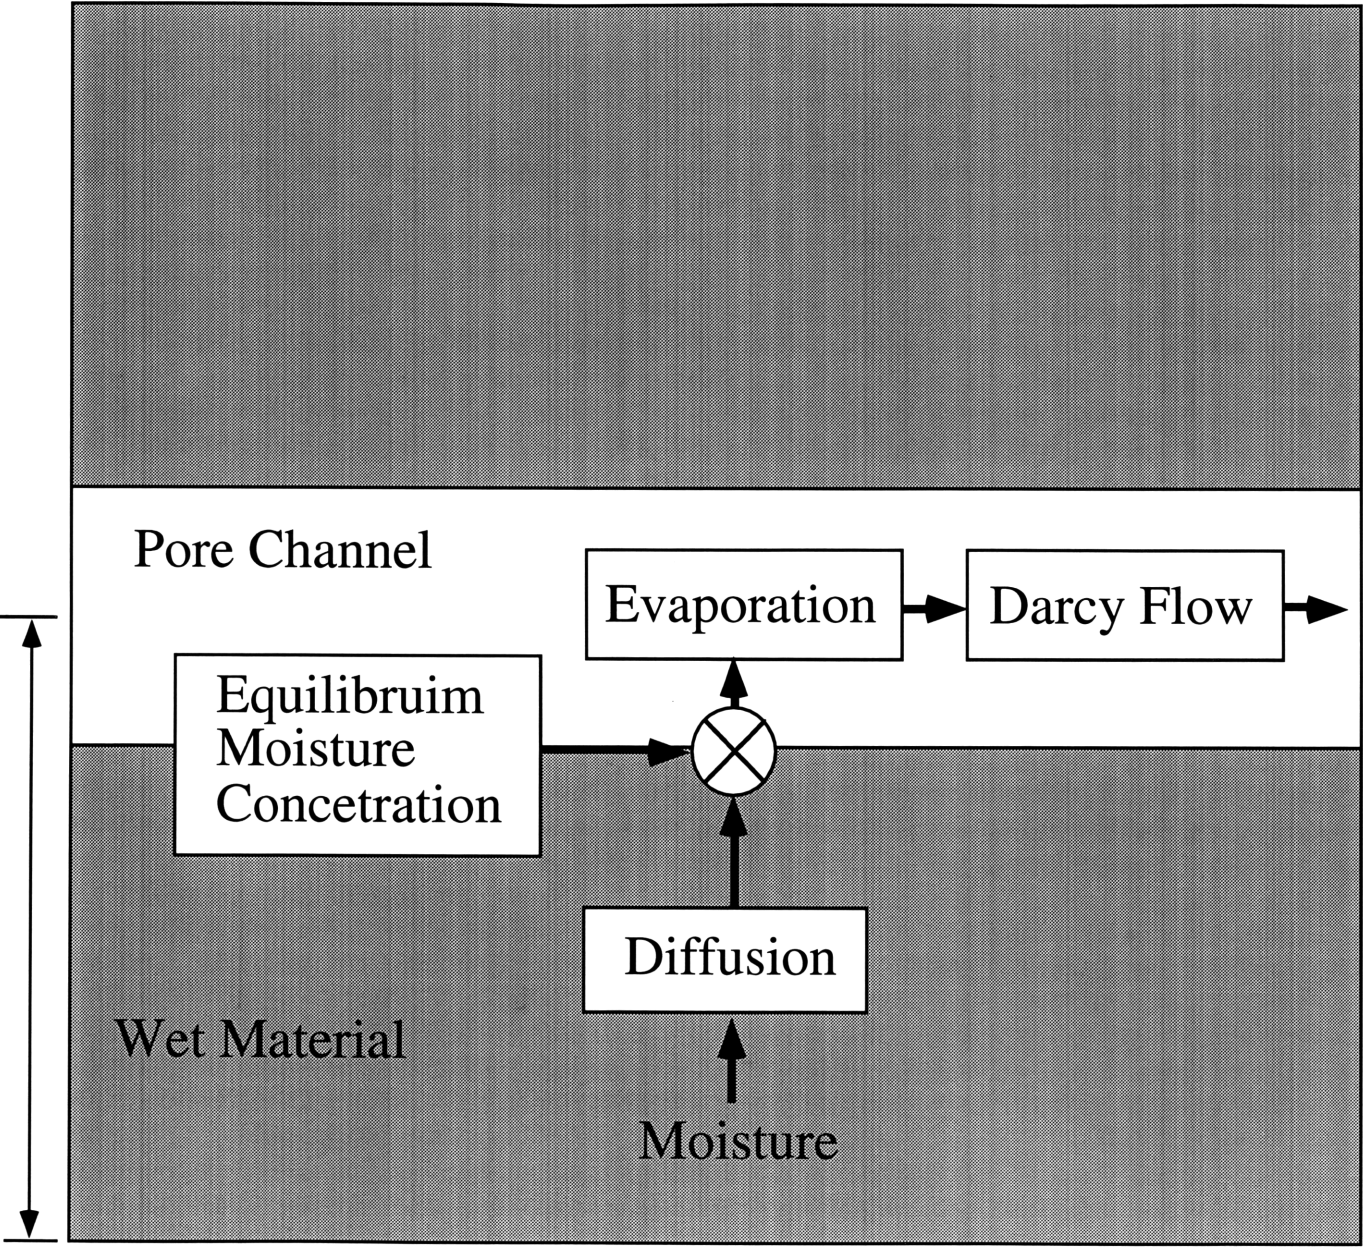 Pore Channel
Evaporation
Darcy Flow
Equilibruim
Moisture
Concetration
Diffusion
Wet Material
Moisture